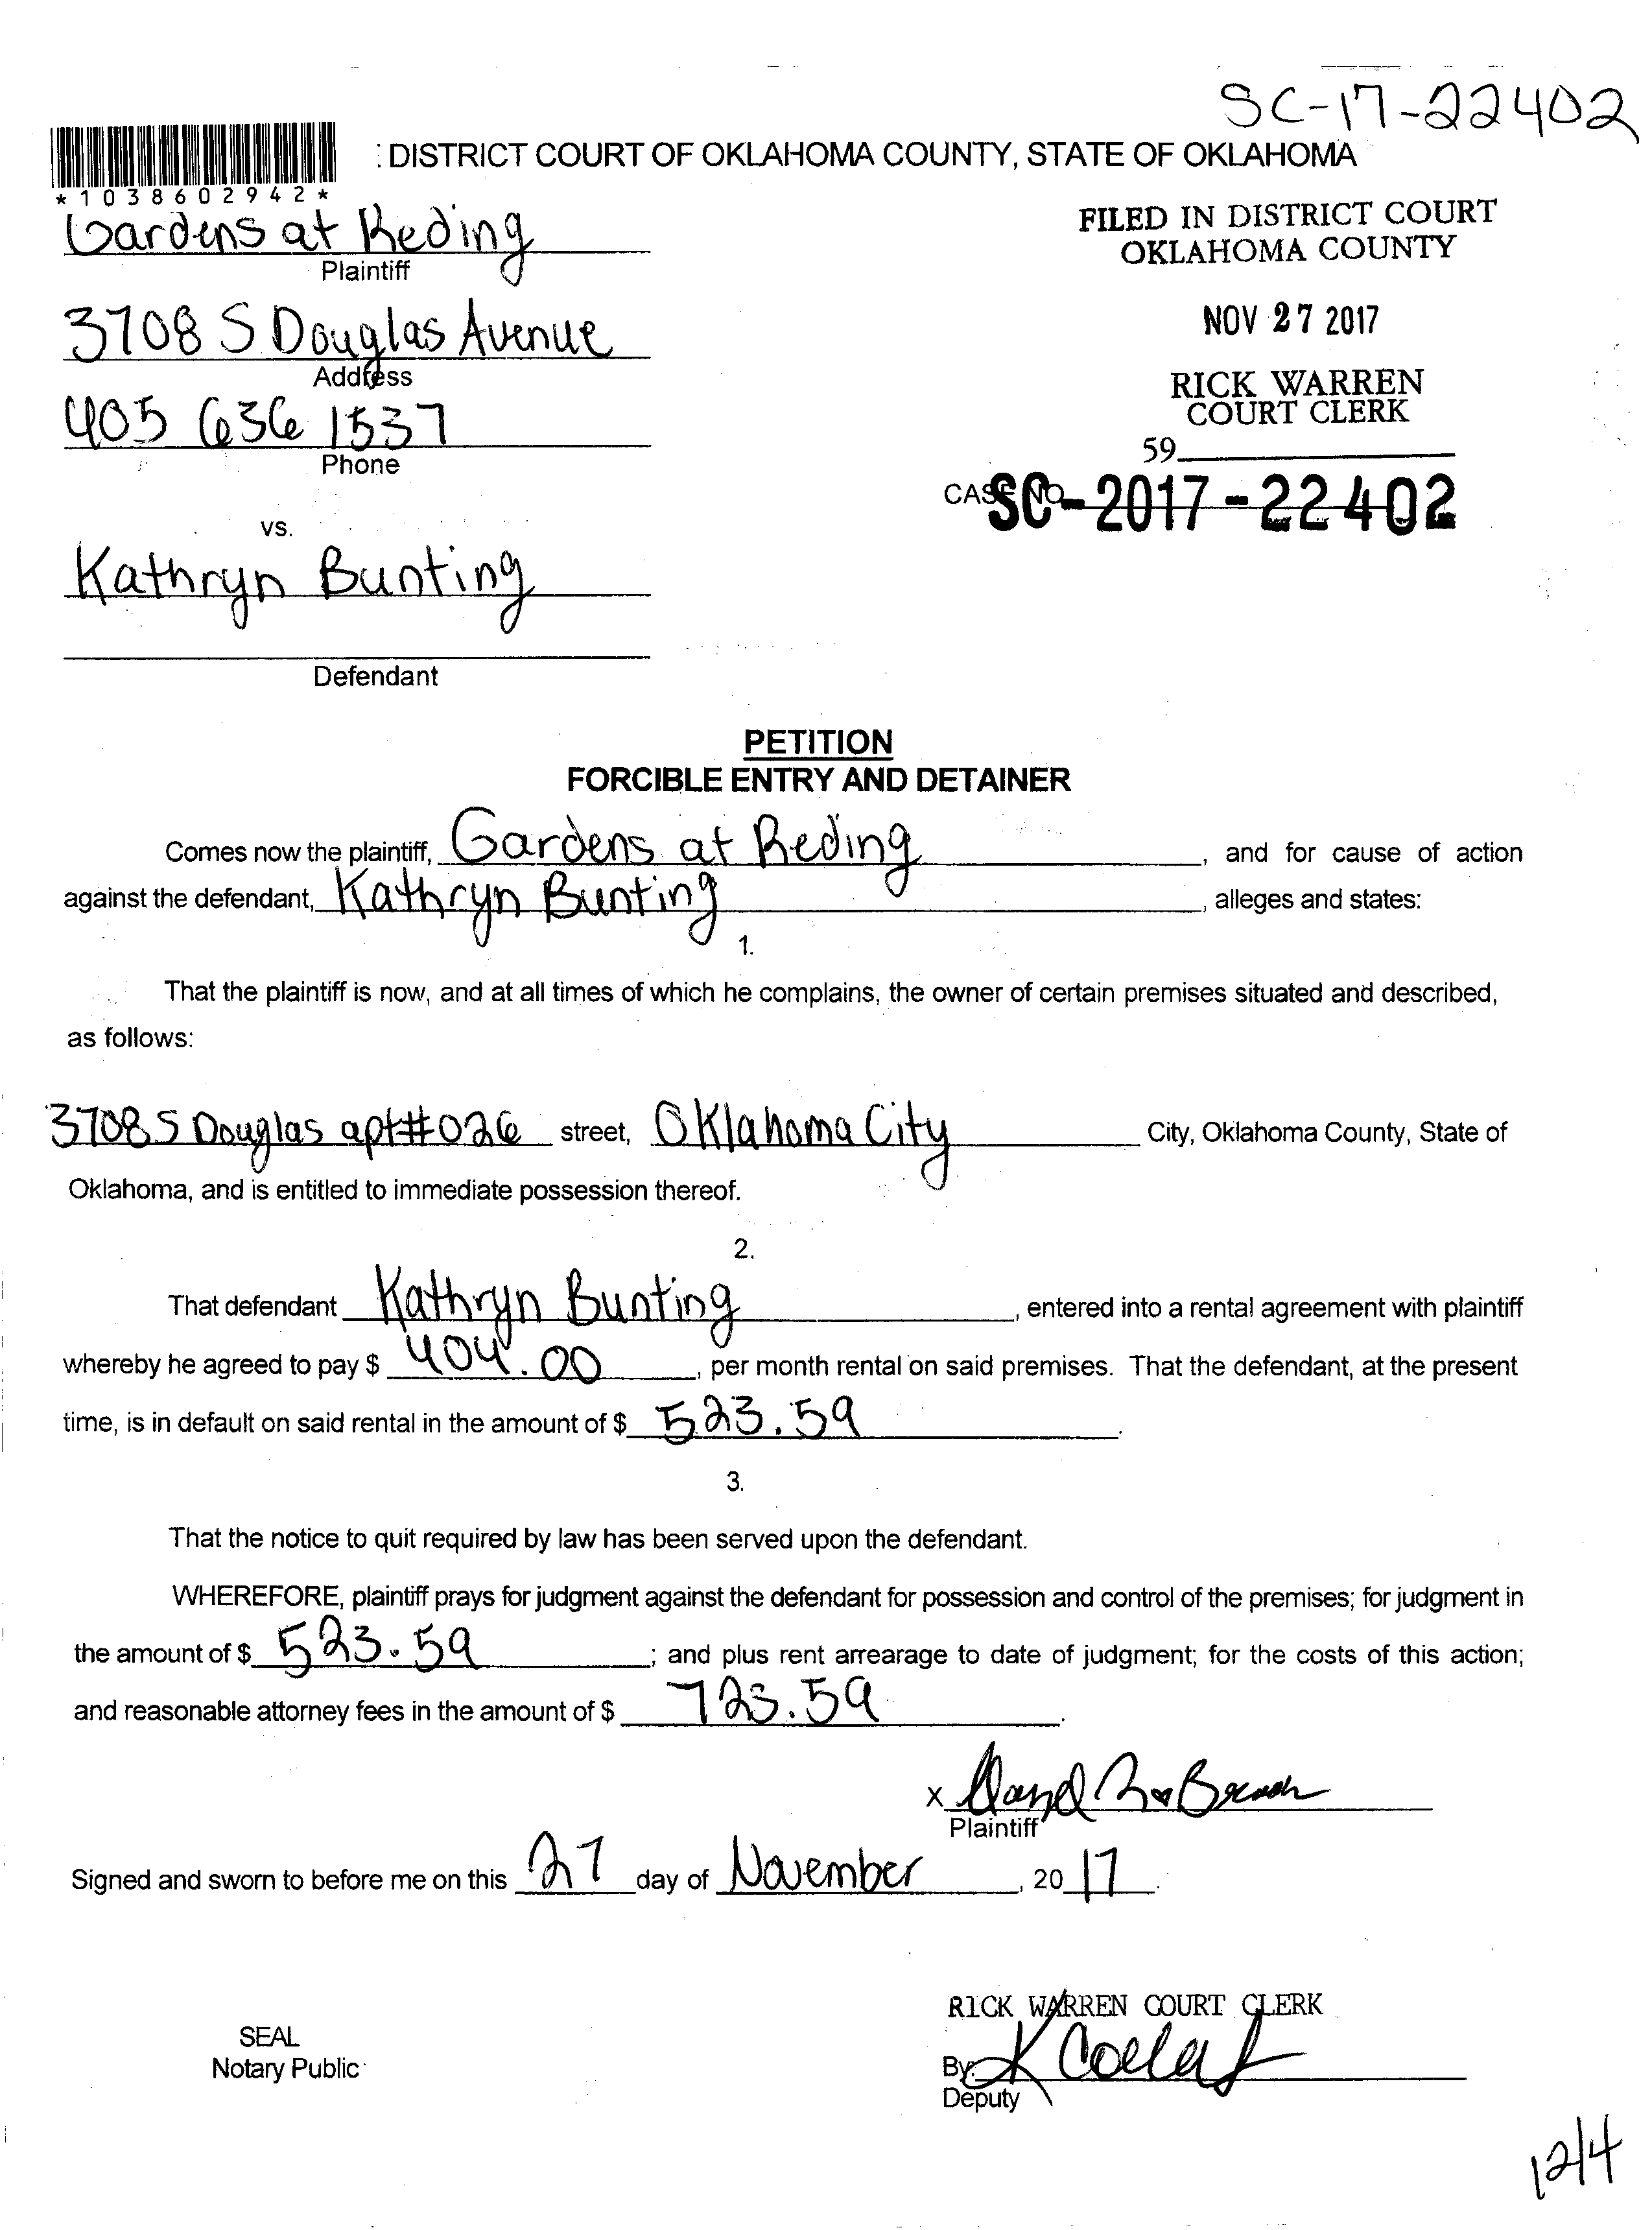 SC-17-22402
: DISTRICT COURT OF OKLAHOMA COUNTY, STATE OF OKLAHOMA
*1038602942*
Gardens at Reding
Plaintiff
FILED IN DISTRICT COURT
OKLAHOMA COUNTY
3708 S Douglas Avenue
Address
NOV 27 2017
405 636 1537
Phone
RICK WARREN
COURT CLERK
59
CASE NO. SC-2017-22402
vs.
Kathryn Bunting
Defendant
PETITION
FORCIBLE ENTRY AND DETAINER
Comes now the plaintiff, Gardens at Reding, and for cause of action
against the defendant, Kathryn Bunting, alleges and states:
1.
That the plaintiff is now, and at all times of which he complains, the owner of certain premises situated and described,
as follows:
3708 S Douglas apt#026 street, Oklahoma City City, Oklahoma County, State of
Oklahoma, and is entitled to immediate possession thereof.
2.
That defendant Kathryn Bunting, entered into a rental agreement with plaintiff
whereby he agreed to pay $ 404.00, per month rental on said premises. That the defendant, at the present
time, is in default on said rental in the amount of $ 523.59.
3.
That the notice to quit required by law has been served upon the defendant.
WHEREFORE, plaintiff prays for judgment against the defendant for possession and control of the premises; for judgment in
the amount of $ 523.59; and plus rent arrearage to date of judgment; for the costs of this action;
and reasonable attorney fees in the amount of $ 723.59.
x
Plaintiff
Signed and sworn to before me on this 27 day of November, 2017.
RICK WARREN COURT CLERK
SEAL
Notary Public
By: K
Deputy
12/4